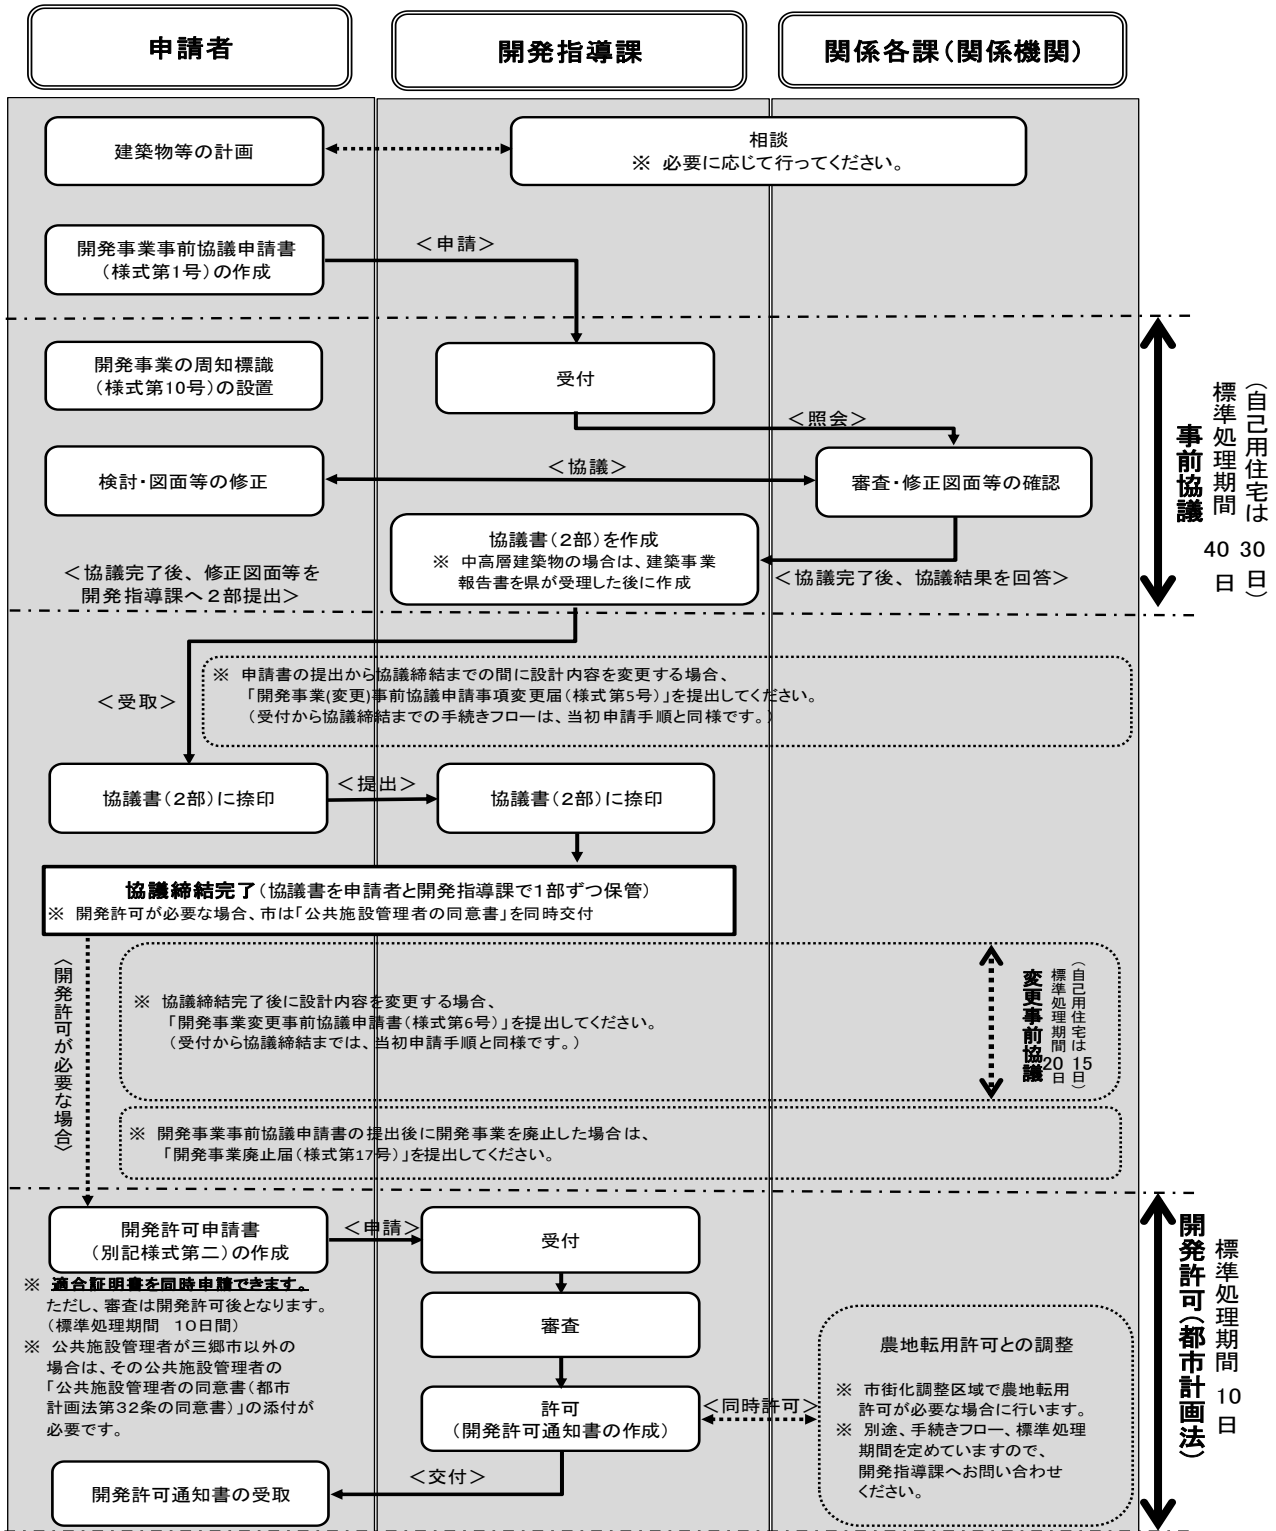 申請者
開発指導課
関係各課(関係機関)
建築物等の計画
相談
※ 必要に応じて行ってください。
開発事業事前協議申請書
(様式第1号)の作成
＜申請＞
開発事業の周知標識
(様式第10号)の設置
受付
＜照会＞
検討・図面等の修正
＜協議＞
審査・修正図面等の確認
協議書(2部)を作成
※ 中高層建築物の場合は、建築事業
報告書を県が受理した後に作成
＜協議完了後、修正図面等を
開発指導課へ2部提出＞
＜協議完了後、協議結果を回答＞
事前協議
標準処理期間 40日
(自己用住宅は 30日)
＜受取＞
※ 申請書の提出から協議締結までの間に設計内容を変更する場合、
「開発事業(変更)事前協議申請事項変更届(様式第5号)」を提出してください。
(受付から協議締結までの手続きフローは、当初申請手順と同様です。)
協議書(2部)に捺印
＜提出＞
協議書(2部)に捺印
協議締結完了(協議書を申請者と開発指導課で1部ずつ保管)
※ 開発許可が必要な場合、市は「公共施設管理者の同意書」を同時交付
＜開発許可が必要な場合＞
※ 協議締結完了後に設計内容を変更する場合、
「開発事業変更事前協議申請書(様式第6号)」を提出してください。
(受付から協議締結までは、当初申請手順と同様です。)
変更事前協議
標準処理期間 20日
(自己用住宅は 15日)
※ 開発事業事前協議申請書の提出後に開発事業を廃止した場合は、
「開発事業廃止届(様式第17号)」を提出してください。
開発許可申請書
(別記様式第二)の作成
＜申請＞
受付
※ 適合証明書を同時申請できます。
ただし、審査は開発許可後となります。
(標準処理期間 10日間)
※ 公共施設管理者が三郷市以外の
場合は、その公共施設管理者の
「公共施設管理者の同意書(都市
計画法第32条の同意書)」の添付が
必要です。
審査
許可
(開発許可通知書の作成)
＜同時許可＞
農地転用許可との調整
※ 市街化調整区域で農地転用
許可が必要な場合に行います。
※ 別途、手続きフロー、標準処理
期間を定めていますので、
開発指導課へお問い合わせ
ください。
＜交付＞
開発許可通知書の受取
開発許可(都市計画法)
標準処理期間 10日